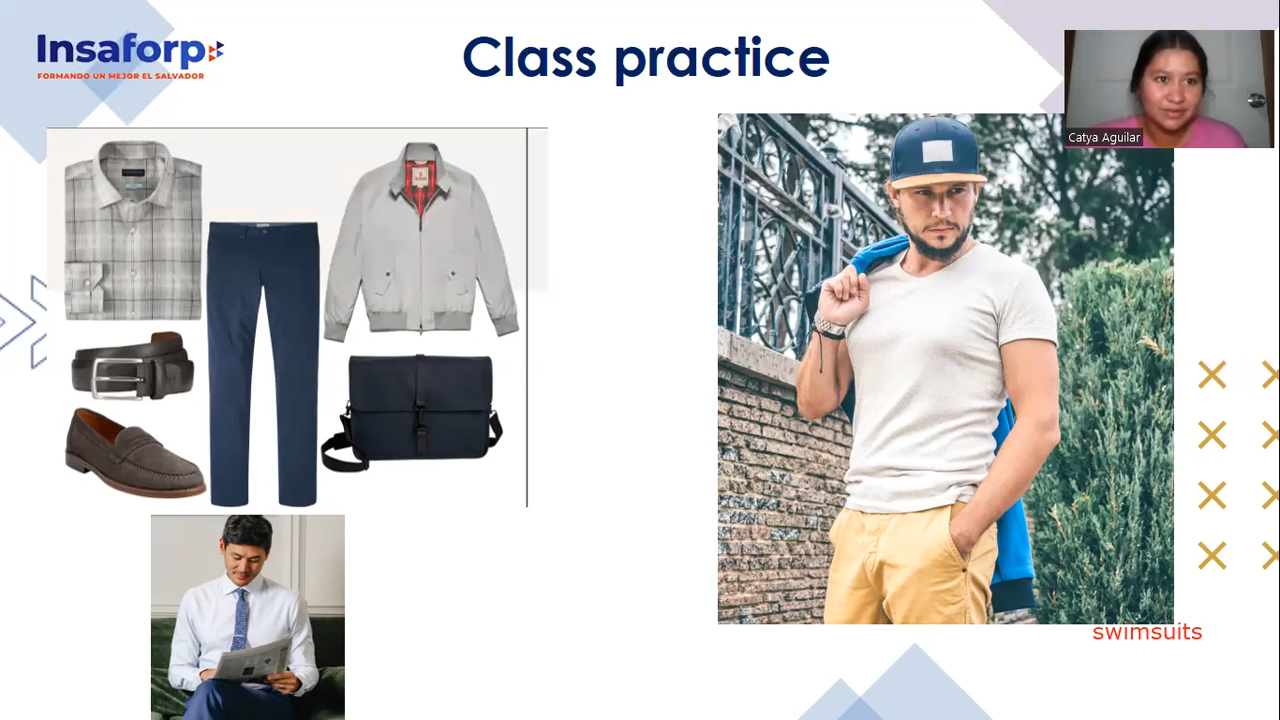 Insaforp
FORMANDO UN MEJOR EL SALVADOR
Class practice
Catya Aguilar
swimsuits